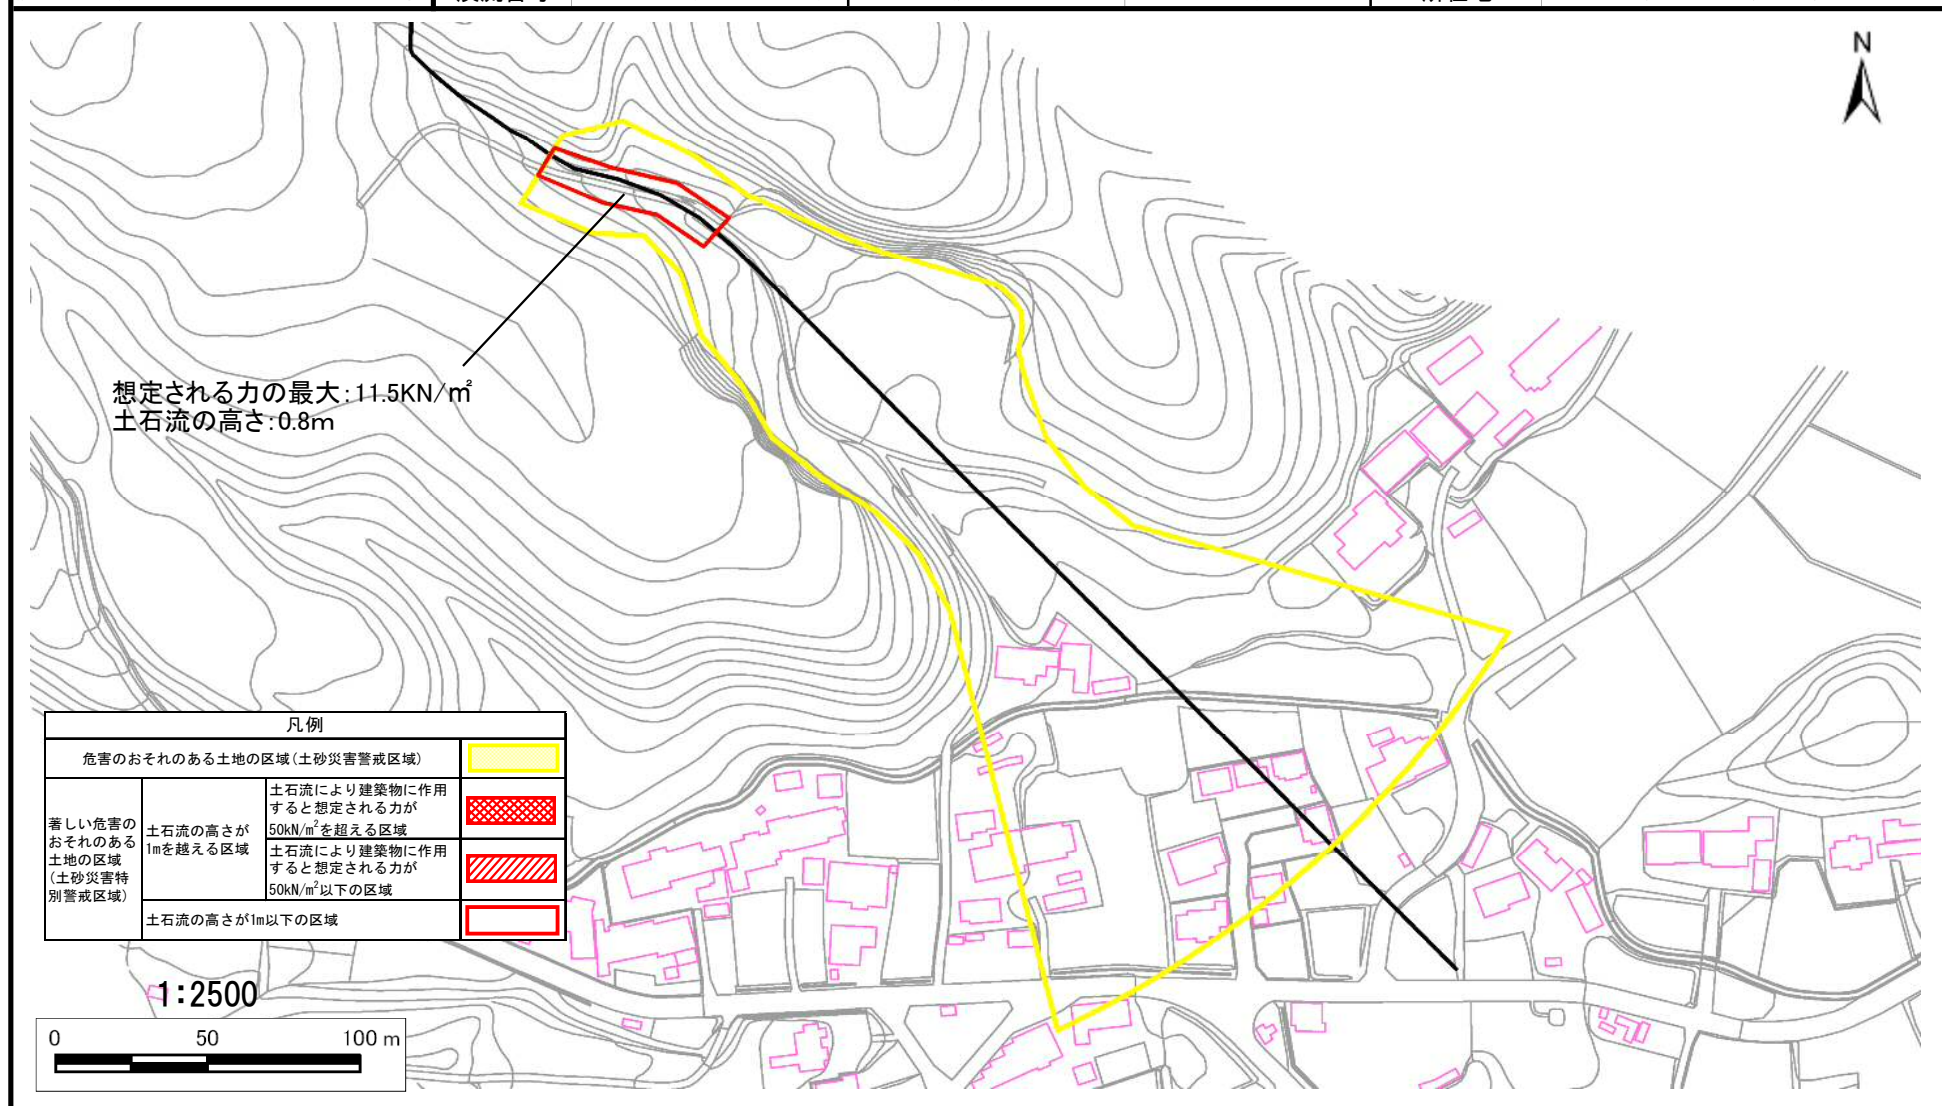 N
想定される力の最大:11.5KN/㎡
土石流の高さ:0.8m
凡例
危害のおそれのある土地の区域(土砂災害警戒区域)
著しい危害の
おそれのある
土地の区域
(土砂災害特
別警戒区域)
土石流の高さが
1mを越える区域
土石流により建築物に作用
すると想定される力が
50kN/㎡を超える区域
土石流により建築物に作用
すると想定される力が
50kN/㎡以下の区域
土石流の高さが1m以下の区域
1:2500
0 50 100 m